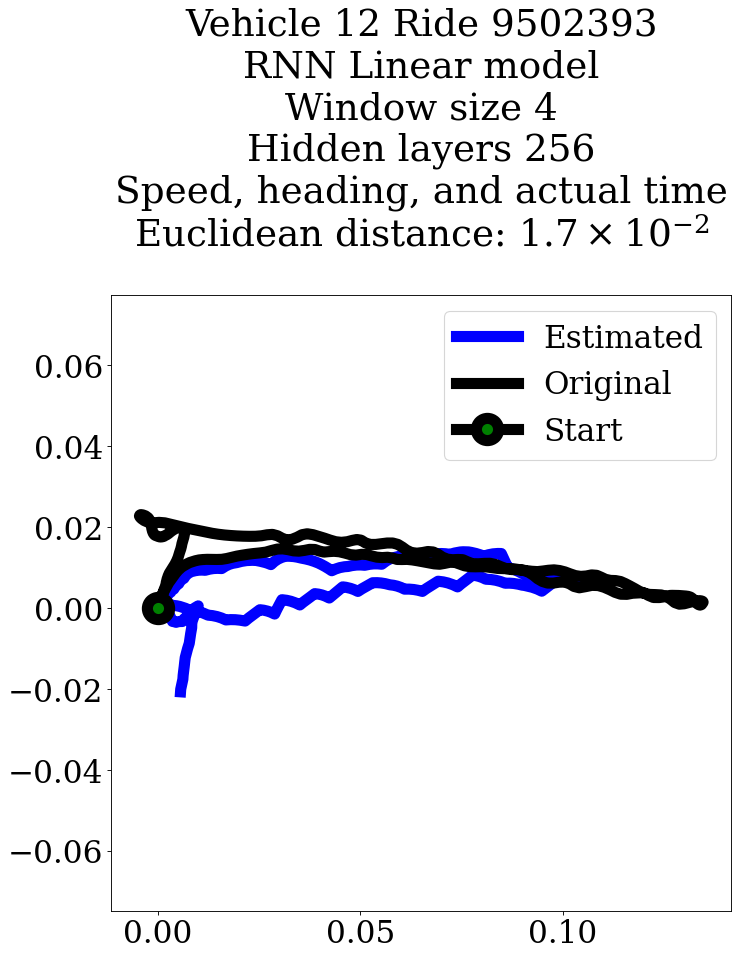 Vehicle 12 Ride 9502393
RNN Linear model
Window size 4
Hidden layers 256
Speed, heading, and actual time
Euclidean distance: 1.7 × 10⁻²
Estimated
Original
Start
0.06
0.04
0.02
0.00
−0.02
−0.04
−0.06
0.00 0.05 0.10